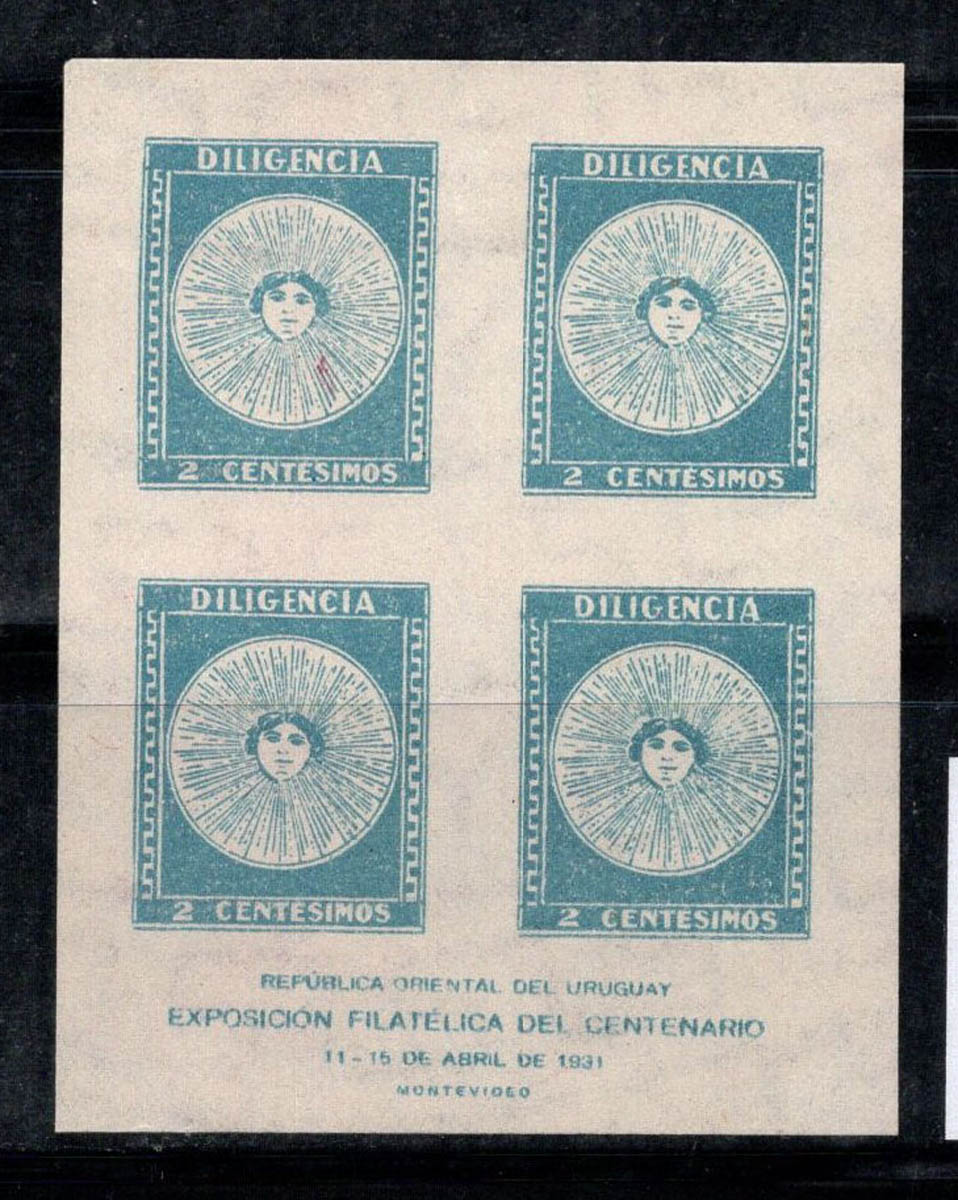 DILIGENCIA
2 CENTESIMOS
DILIGENCIA
2 CENTESIMOS
DILIGENCIA
2 CENTESIMOS
DILIGENCIA
2 CENTESIMOS
REPÚBLICA ORIENTAL DEL URUGUAY
EXPOSICIÓN FILATÉLICA DEL CENTENARIO
11-15 DE ABRIL DE 1931
MONTEVIDEO